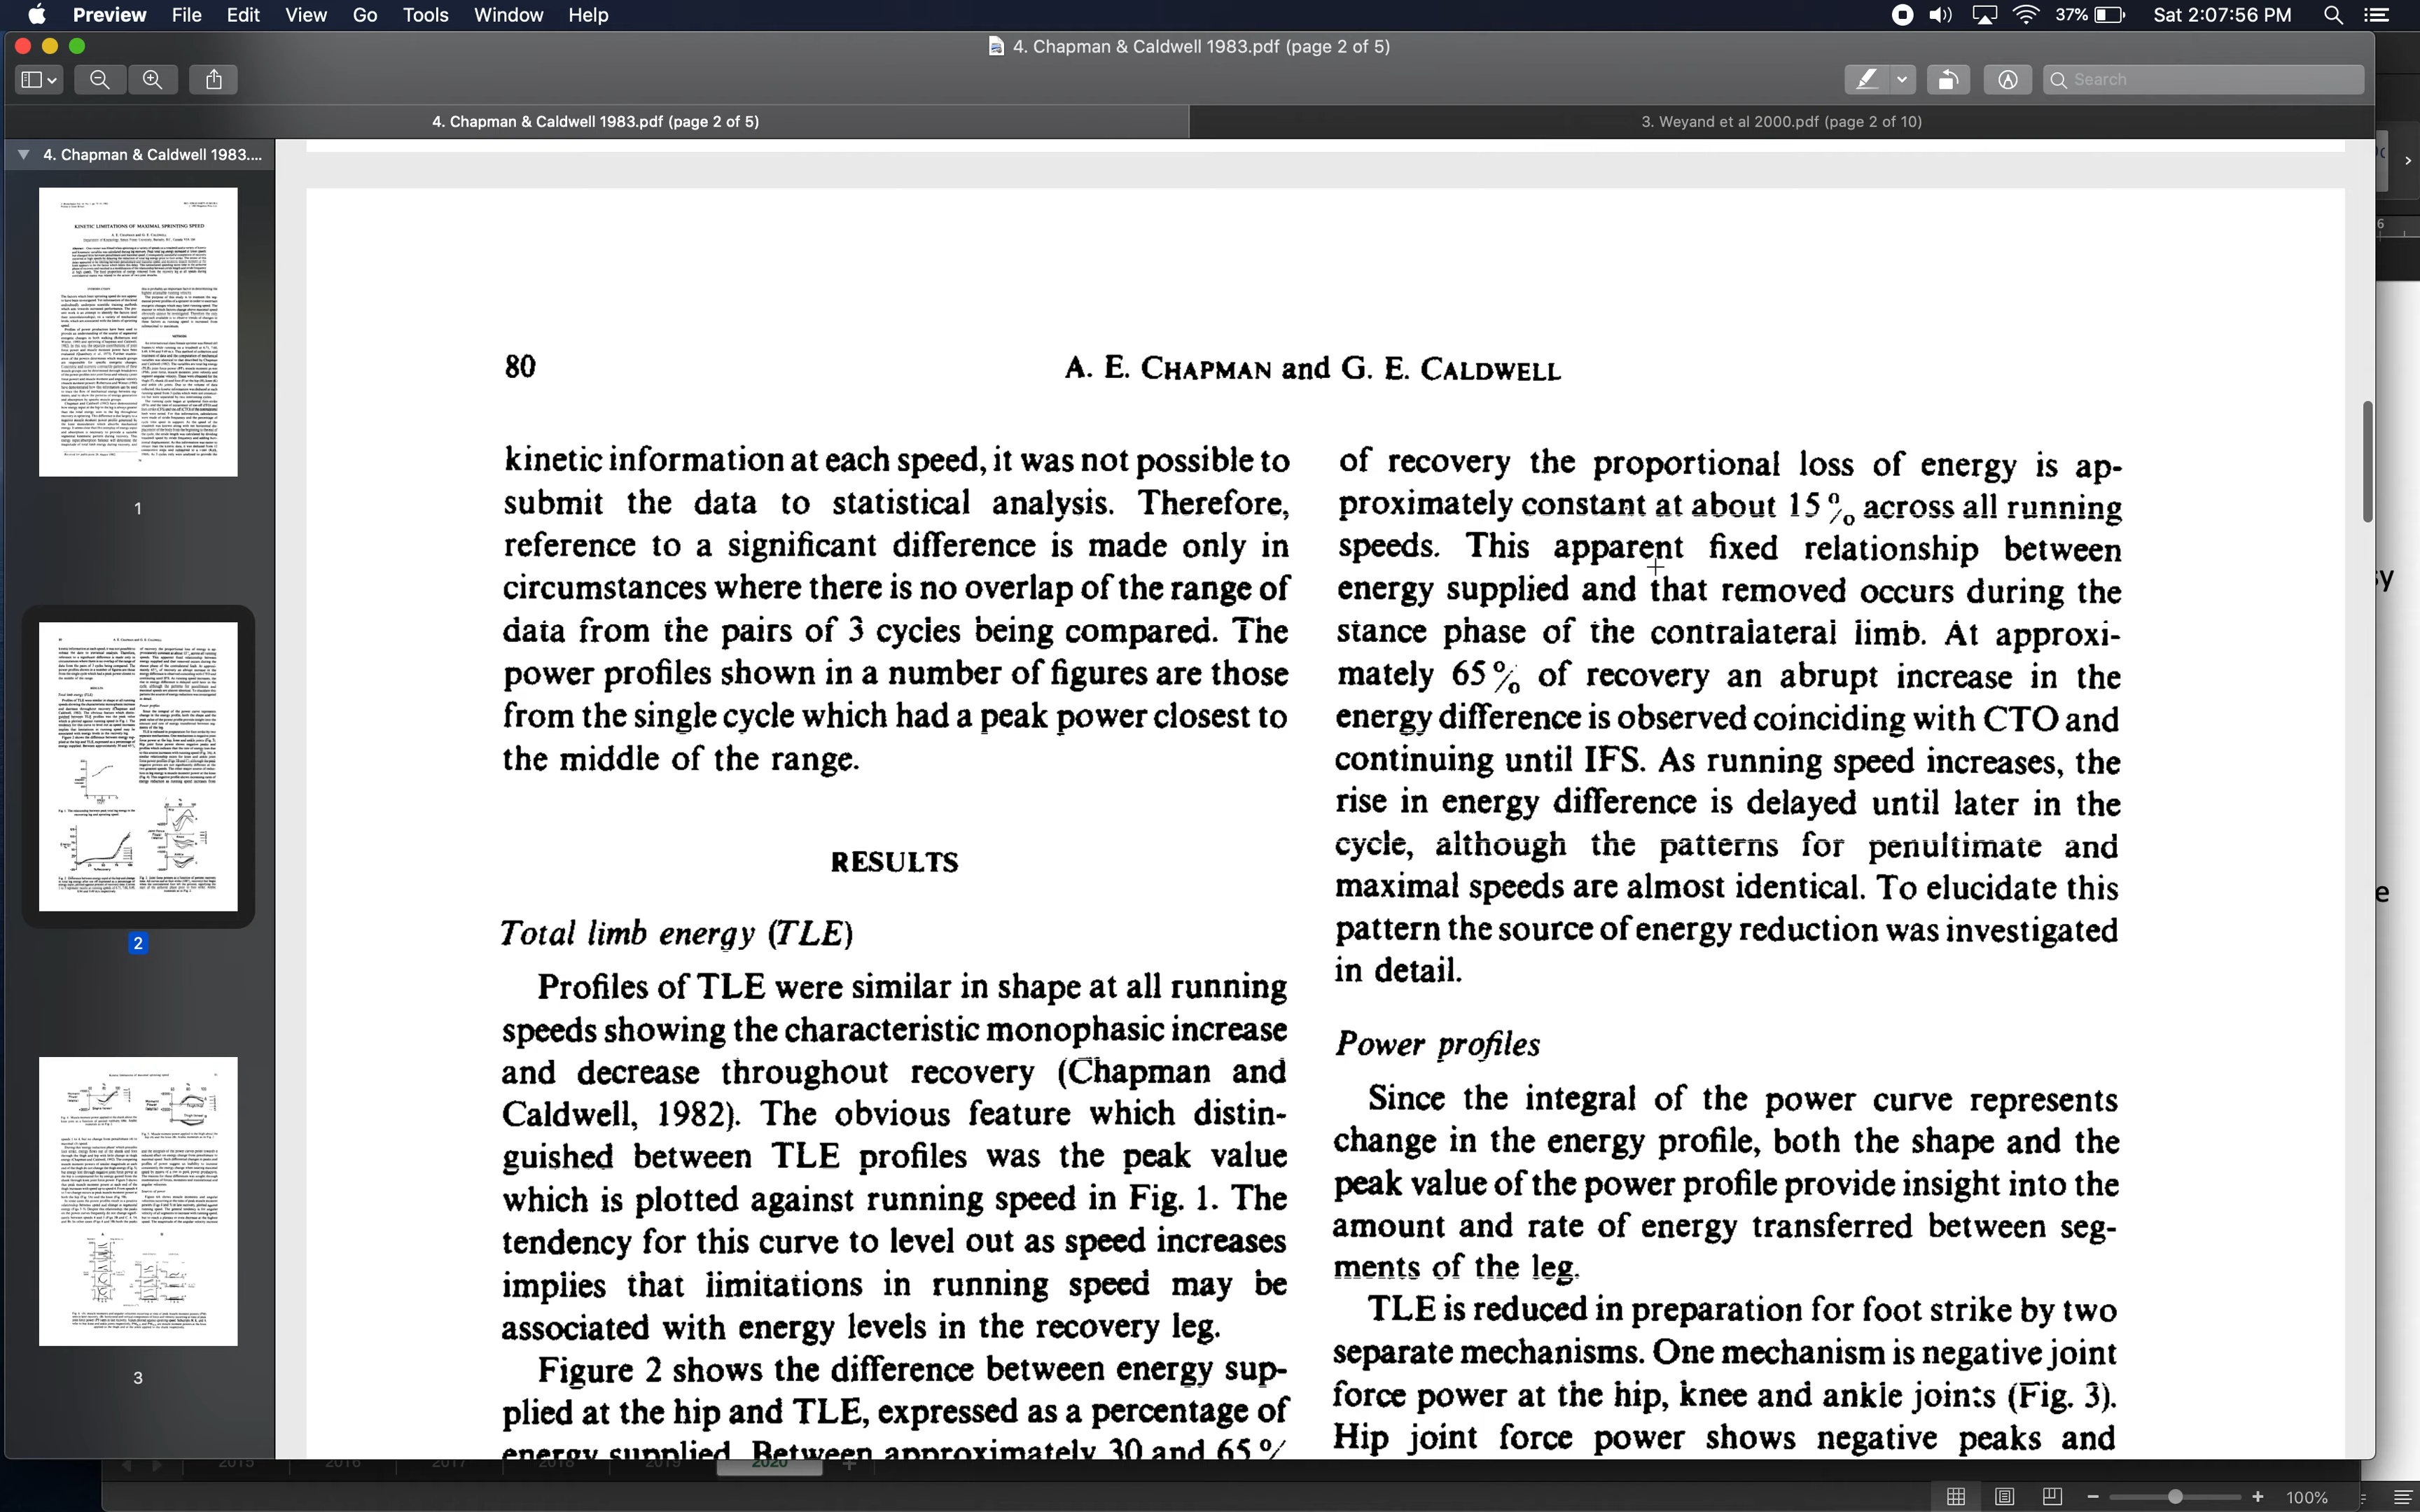 Preview File Edit View Go Tools Window Help
37% Sat 2:07:56 PM
4. Chapman & Caldwell 1983.pdf (page 2 of 5)
Search
4. Chapman & Caldwell 1983.pdf (page 2 of 5)
3. Weyand et al 2000.pdf (page 2 of 10)
4. Chapman & Caldwell 1983....
KINETIC LIMITATIONS OF MAXIMAL SPRINTING SPEED
1
2
3
80
A. E. CHAPMAN and G. E. CALDWELL
kinetic information at each speed, it was not possible to
submit the data to statistical analysis. Therefore,
reference to a significant difference is made only in
circumstances where there is no overlap of the range of
data from the pairs of 3 cycles being compared. The
power profiles shown in a number of figures are those
from the single cycle which had a peak power closest to
the middle of the range.
RESULTS
Total limb energy (TLE)
Profiles of TLE were similar in shape at all running
speeds showing the characteristic monophasic increase
and decrease throughout recovery (Chapman and
Caldwell, 1982). The obvious feature which distin-
guished between TLE profiles was the peak value
which is plotted against running speed in Fig. 1. The
tendency for this curve to level out as speed increases
implies that limitations in running speed may be
associated with energy levels in the recovery leg.
Figure 2 shows the difference between energy sup-
plied at the hip and TLE, expressed as a percentage of
energy supplied. Between approximately 30 and 65%
of recovery the proportional loss of energy is ap-
proximately constant at about 15% across all running
speeds. This apparent fixed relationship between
energy supplied and that removed occurs during the
stance phase of the contralateral limb. At approxi-
mately 65% of recovery an abrupt increase in the
energy difference is observed coinciding with CTO and
continuing until IFS. As running speed increases, the
rise in energy difference is delayed until later in the
cycle, although the patterns for penultimate and
maximal speeds are almost identical. To elucidate this
pattern the source of energy reduction was investigated
in detail.
Power profiles
Since the integral of the power curve represents
change in the energy profile, both the shape and the
peak value of the power profile provide insight into the
amount and rate of energy transferred between seg-
ments of the leg.
TLE is reduced in preparation for foot strike by two
separate mechanisms. One mechanism is negative joint
force power at the hip, knee and ankle joints (Fig. 3).
Hip joint force power shows negative peaks and
2015 2016 2017 2018 2019 2020
100%